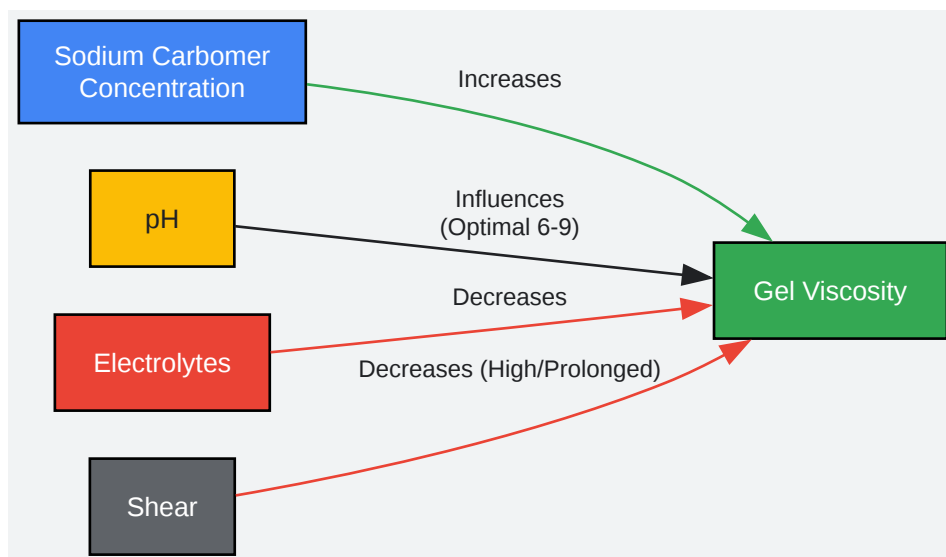 Sodium Carbomer
Concentration
Increases
pH
Influences
(Optimal 6-9)
Gel Viscosity
Decreases
Electrolytes
Decreases (High/Prolonged)
Shear